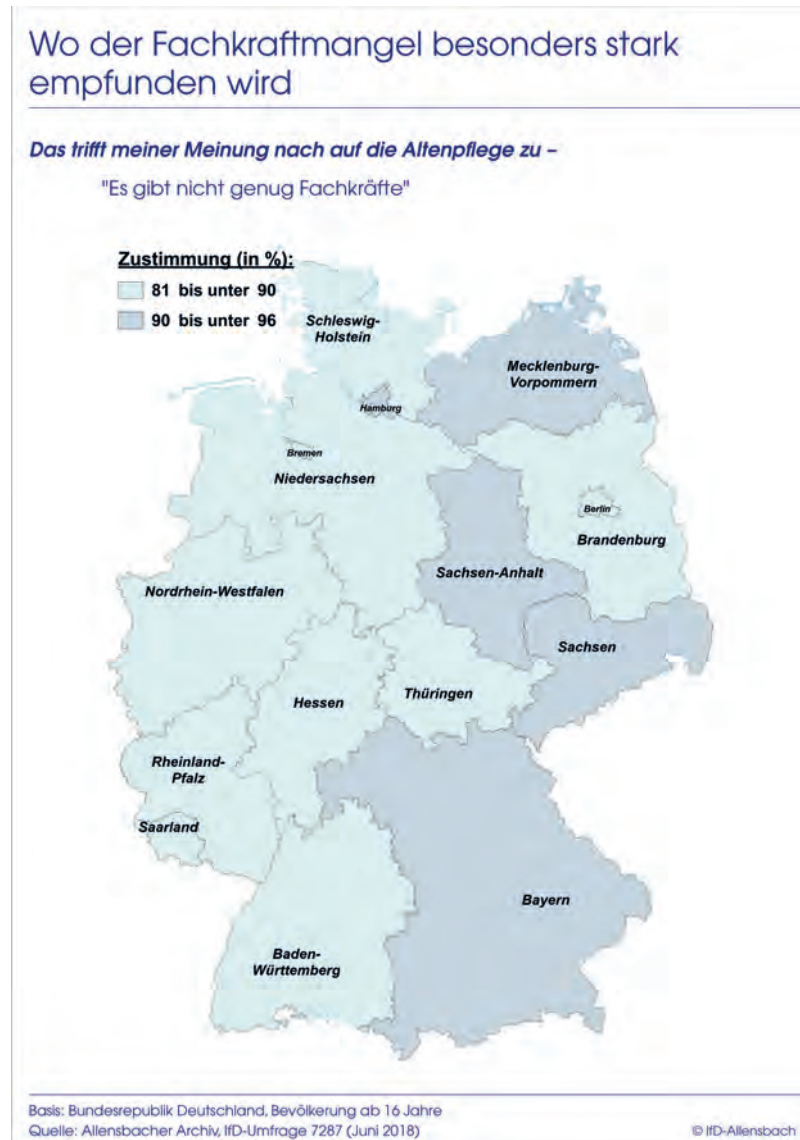 Wo der Fachkraftmangel besonders stark
empfunden wird
Das trifft meiner Meinung nach auf die Altenpflege zu –
"Es gibt nicht genug Fachkräfte"
Zustimmung (in %):
81 bis unter 90
90 bis unter 96
Schleswig-
Holstein
Mecklenburg-
Vorpommern
Hamburg
Bremen
Niedersachsen
Berlin
Brandenburg
Sachsen-Anhalt
Nordrhein-Westfalen
Sachsen
Thüringen
Hessen
Rheinland-
Pfalz
Saarland
Bayern
Baden-
Württemberg
Basis: Bundesrepublik Deutschland, Bevölkerung ab 16 Jahre
Quelle: Allensbacher Archiv, IfD-Umfrage 7287 (Juni 2018)
© IfD-Allensbach